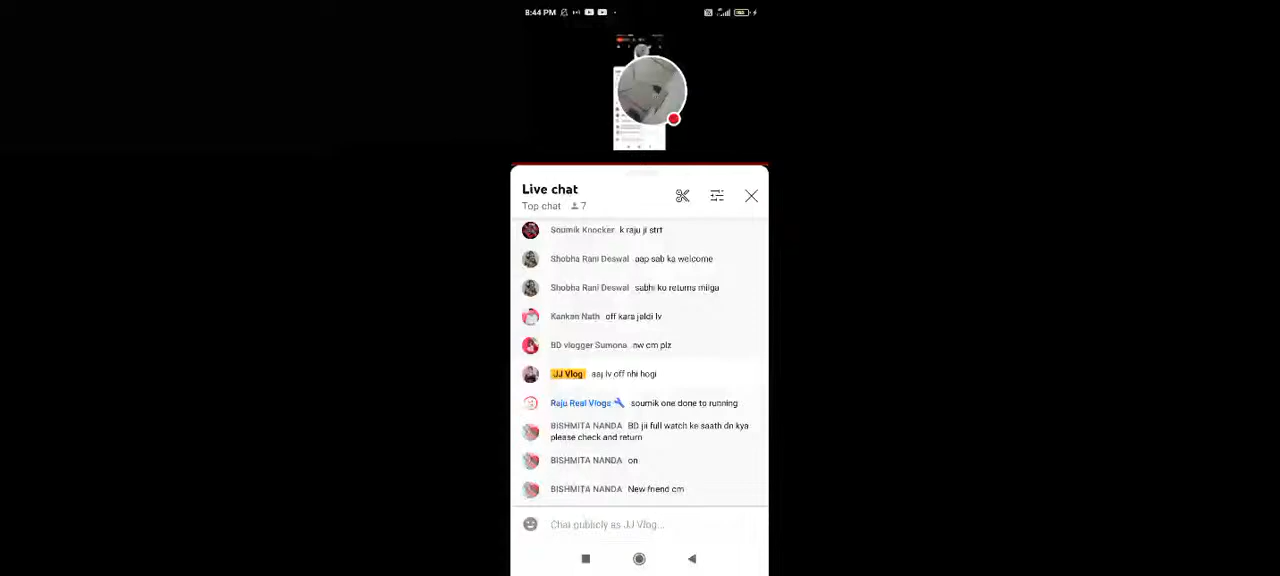 8:44 PM
Live chat
Top chat 7
Soumik Knocker k raju ji strt
Shobha Rani Deswal aap sab ka welcome
Shobha Rani Deswal sabhi ko returns milga
Kankan Nath off kara jaldi lv
BD vlogger Sumona nw cm plz
JJ Vlog aaj lv off nhi hogi
Raju Real Vlogs soumik one done to running
BISHMITA NANDA BD jii full watch ke saath dn kya
please check and return
BISHMITA NANDA on
BISHMITA NANDA New friend cm
Chat publicly as JJ Vlog...